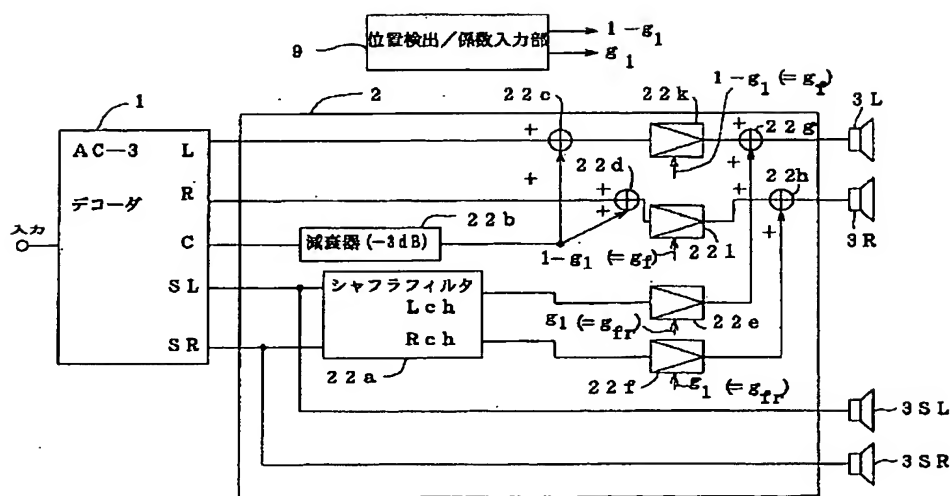 9
位置検出/係数入力部
1-g1
g1
1
2
22c
22k
1-g1 (=gf)
22g
3L
AC-3
デコーダ
入力
L
R
C
SL
SR
+
+
+
+
22d
+
+
22h
+
+
3R
22b
減衰器(-3dB)
1-g1 (=gf)
22l
シャフラフィルタ
Lch
Rch
22a
g1 (=gfr)
22e
22f
g1 (=gfr)
3SL
3SR